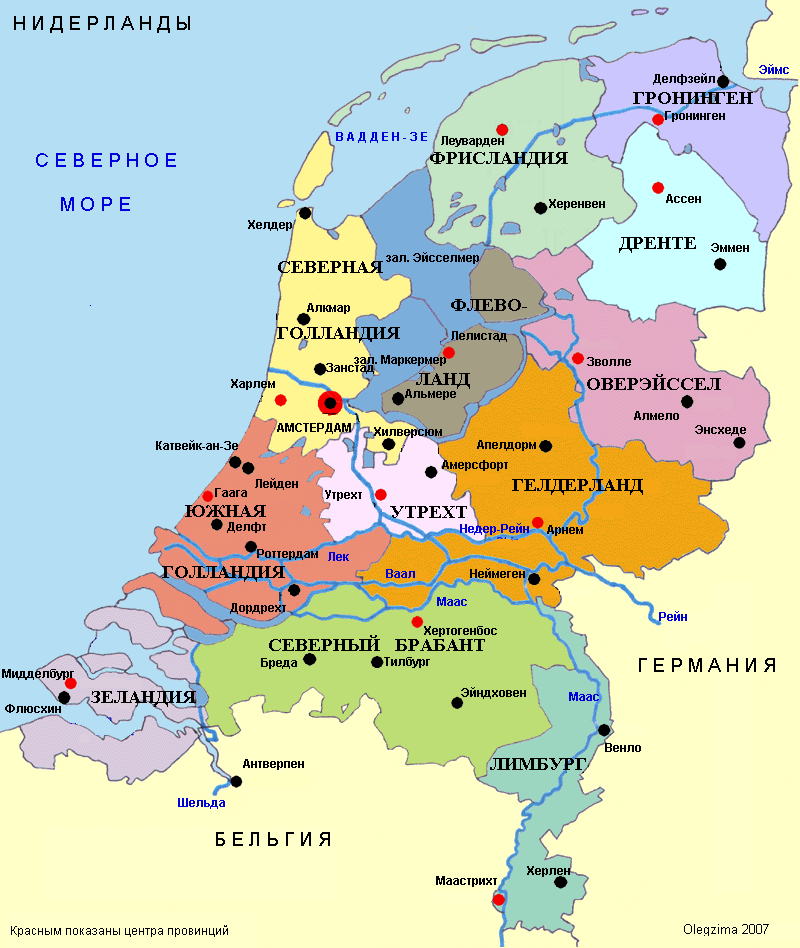 НИДЕРЛАНДЫ
Эймс
Делфзейл
ГРОНИНГЕН
Гронинген
ВАДДЕН-ЗЕ
Леуварден
ФРИСЛАНДИЯ
СЕВЕРНОЕ
МОРЕ
Ассен
Херенвен
Хелдер
ДРЕНТЕ
Эммен
зал. Эйсселмер
СЕВЕРНАЯ
ФЛЕВО-
Алкмар
ГОЛЛАНДИЯ
Лелистад
зал. Маркермер
Занстад
Зволле
ЛАНД
Харлем
ОВЕРЭЙССЕЛ
Альмере
Алмело
АМСТЕРДАМ
Хилверсюм
Энсхеде
Катвейк-ан-Зе
Апелдорм
Амерсфорт
Лейден
ГЕЛДЕРЛАНД
Гаага
Утрехт
ЮЖНАЯ
УТРЕХТ
Делфт
Недер-Рейн
Арнем
Роттердам
Лек
ГОЛЛАНДИЯ
Ваал
Неймеген
Дордрехт
Маас
Рейн
Хертогенбос
СЕВЕРНЫЙ БРАБАНТ
Бреда
Тилбург
ГЕРМАНИЯ
Мидделбург
ЗЕЛАНДИЯ
Эйндховен
Маас
Флюсхин
Венло
Антверпен
ЛИМБУРГ
Шельда
БЕЛЬГИЯ
Херлен
Маастрихт
Красным показаны центра провинций
Olegzima 2007